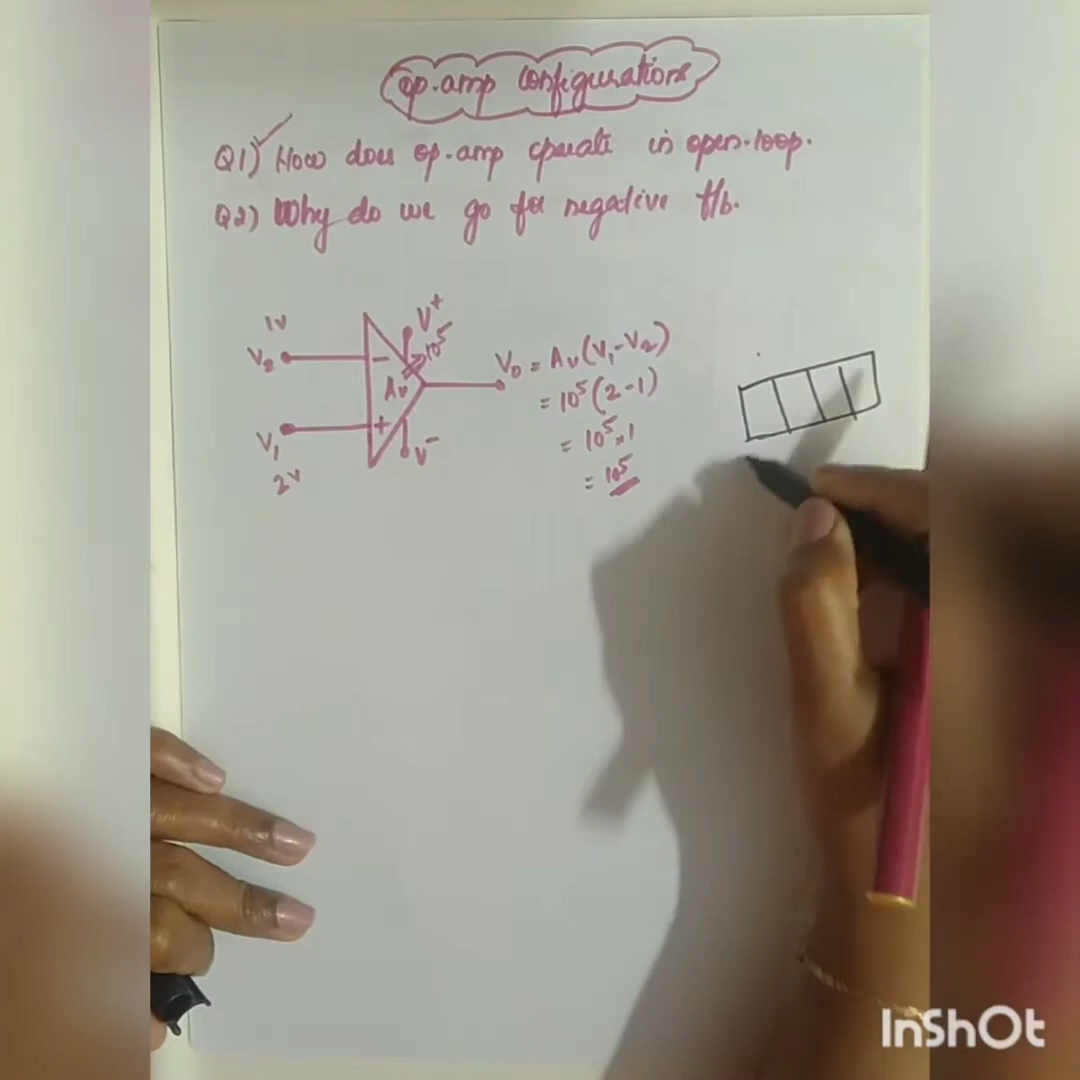 op-amp configurations
Q1) How does op-amp operate in open-loop.
Q2) Why do we go for negative f/b.
1V
V2
V1
2V
−
+
Av
V+
10^5
V−
V0 = Av(V1-V2)
= 10^5(2-1)
= 10^5×1
= 10^5
InShOt